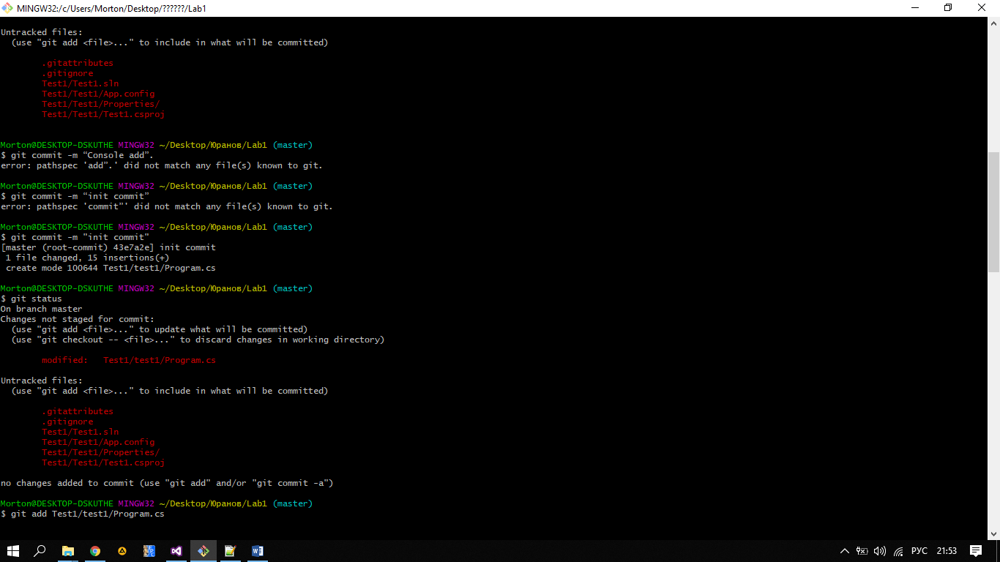 MINGW32:/c/Users/Morton/Desktop/??????/Lab1
Untracked files:
  (use "git add <file>..." to include in what will be committed)
        .gitattributes
        .gitignore
        Test1/Test1.sln
        Test1/Test1/App.config
        Test1/Test1/Properties/
        Test1/Test1/Test1.csproj
Morton@DESKTOP-DSKUTHE MINGW32 ~/Desktop/Юранов/Lab1 (master)
$ git commit -m “Console add”.
error: pathspec 'add”.' did not match any file(s) known to git.
Morton@DESKTOP-DSKUTHE MINGW32 ~/Desktop/Юранов/Lab1 (master)
$ git commit -m “init commit”
error: pathspec 'commit”' did not match any file(s) known to git.
Morton@DESKTOP-DSKUTHE MINGW32 ~/Desktop/Юранов/Lab1 (master)
$ git commit -m "init commit"
[master (root-commit) 43e7a2e] init commit
 1 file changed, 15 insertions(+)
 create mode 100644 Test1/test1/Program.cs
Morton@DESKTOP-DSKUTHE MINGW32 ~/Desktop/Юранов/Lab1 (master)
$ git status
On branch master
Changes not staged for commit:
  (use "git add <file>..." to update what will be committed)
  (use "git checkout -- <file>..." to discard changes in working directory)
        modified:   Test1/test1/Program.cs
Untracked files:
  (use "git add <file>..." to include in what will be committed)
        .gitattributes
        .gitignore
        Test1/Test1.sln
        Test1/Test1/App.config
        Test1/Test1/Properties/
        Test1/Test1/Test1.csproj
no changes added to commit (use "git add" and/or "git commit -a")
Morton@DESKTOP-DSKUTHE MINGW32 ~/Desktop/Юранов/Lab1 (master)
$ git add Test1/test1/Program.cs
РУС 21:53